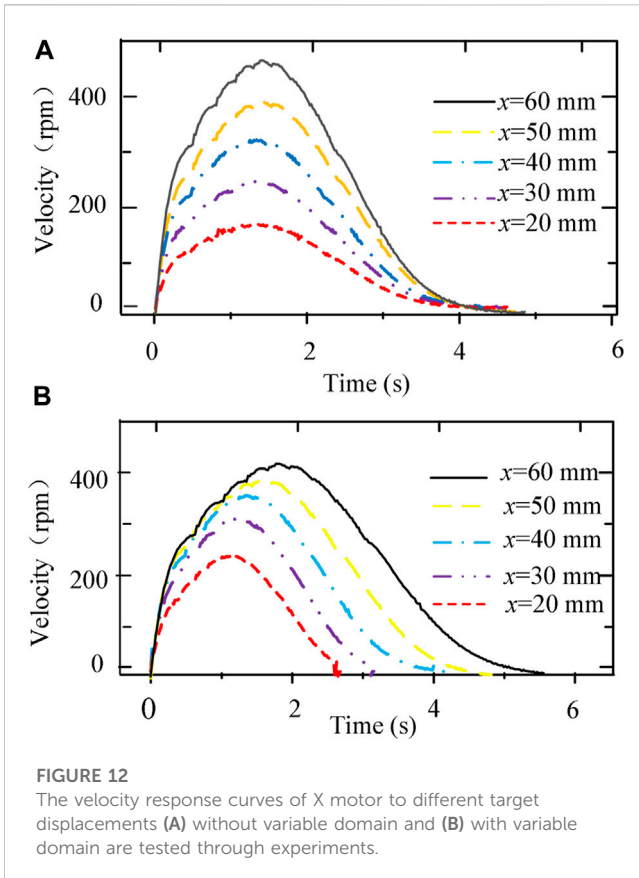 A
400
200
0
Velocity（rpm）
x=60 mm
x=50 mm
x=40 mm
x=30 mm
x=20 mm
0 2 4 6
Time (s)
B
400
200
0
Velocity（rpm）
x=60 mm
x=50 mm
x=40 mm
x=30 mm
x=20 mm
0 2 4 6
Time (s)
FIGURE 12
The velocity response curves of X motor to different target
displacements (A) without variable domain and (B) with variable
domain are tested through experiments.